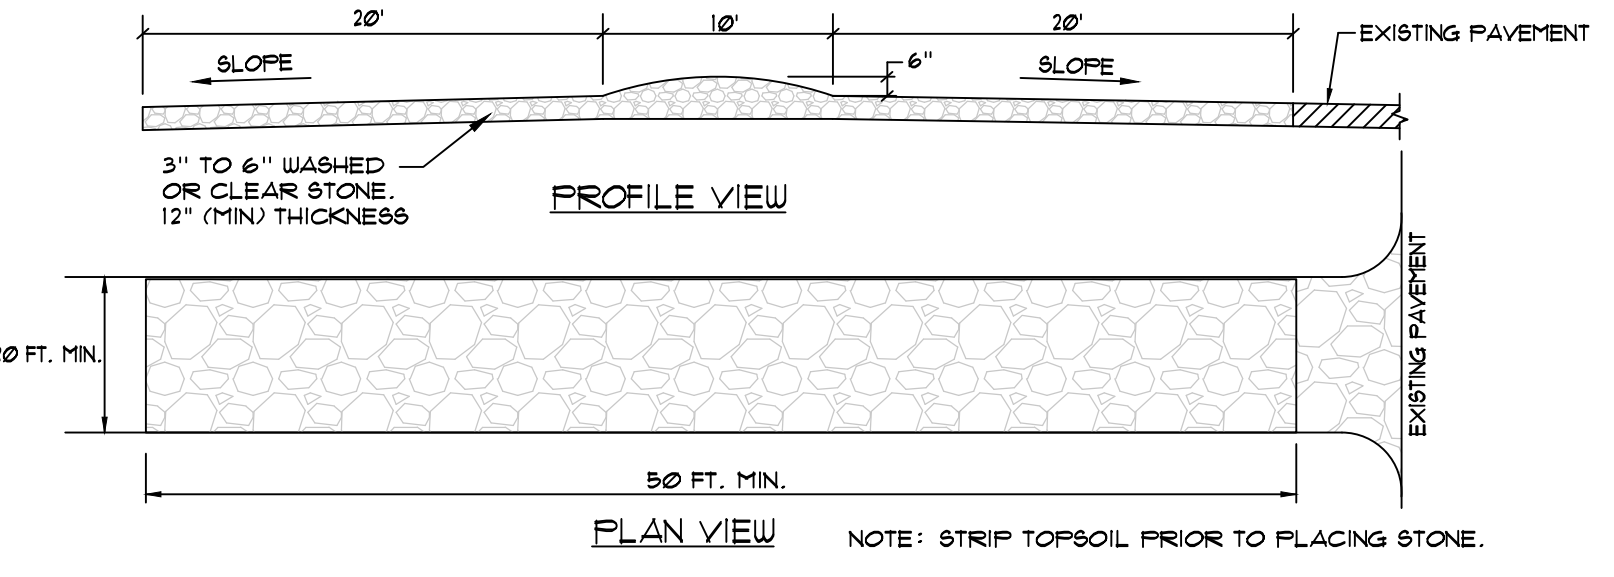 20' 10' 20'
EXISTING PAVEMENT
SLOPE
6"
SLOPE
3" TO 6" WASHED
OR CLEAR STONE.
12" (MIN) THICKNESS
PROFILE VIEW
FT. MIN.
EXISTING PAVEMENT
50 FT. MIN.
PLAN VIEW
NOTE: STRIP TOPSOIL PRIOR TO PLACING STONE.